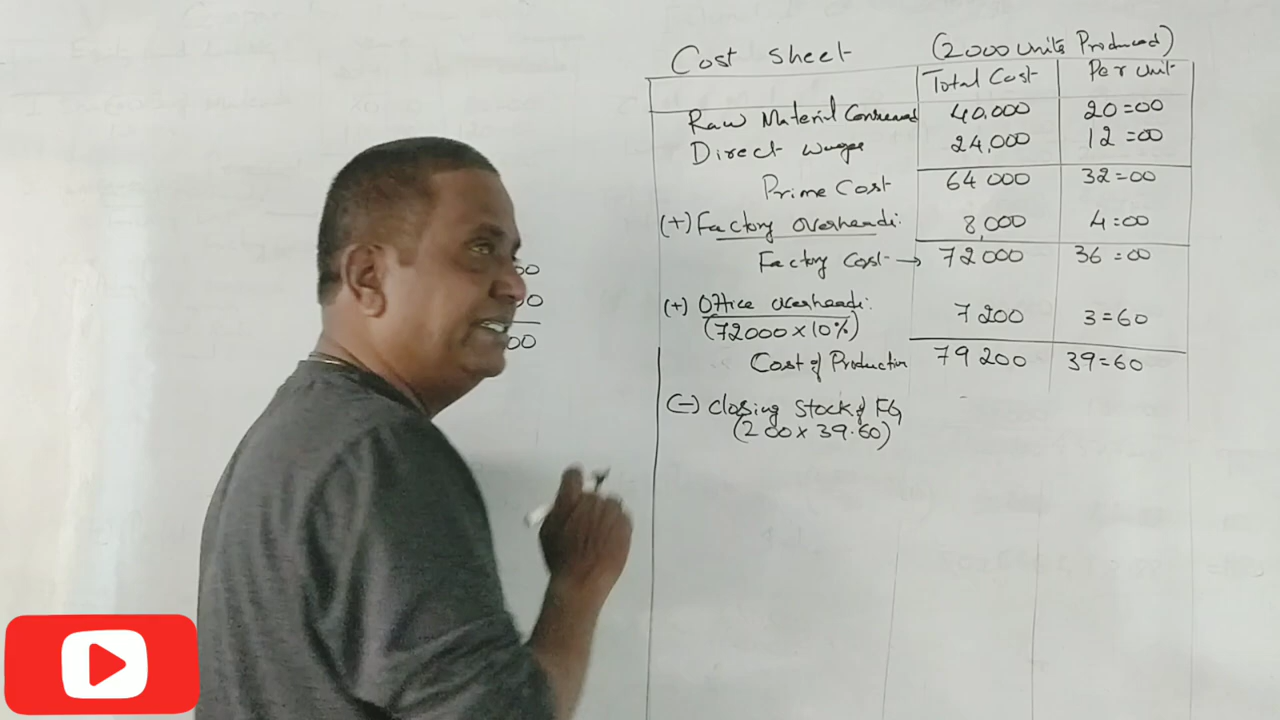 Cost Sheet (2000 units Produced)
Total Cost Per unit
Raw Material Consumed 40,000 20=00
Direct wages 24,000 12=00
Prime Cost 64 000 32=00
(+) Factory Overheads: 8,000 4=00
Factory Cost → 72 000 36=00
(+) Office Overheads: 7 200 3=60
(72000 x 10%)
Cost of Production 79 200 39=60
(-) Closing Stock of FG
(200 x 39.60)
00
0
00